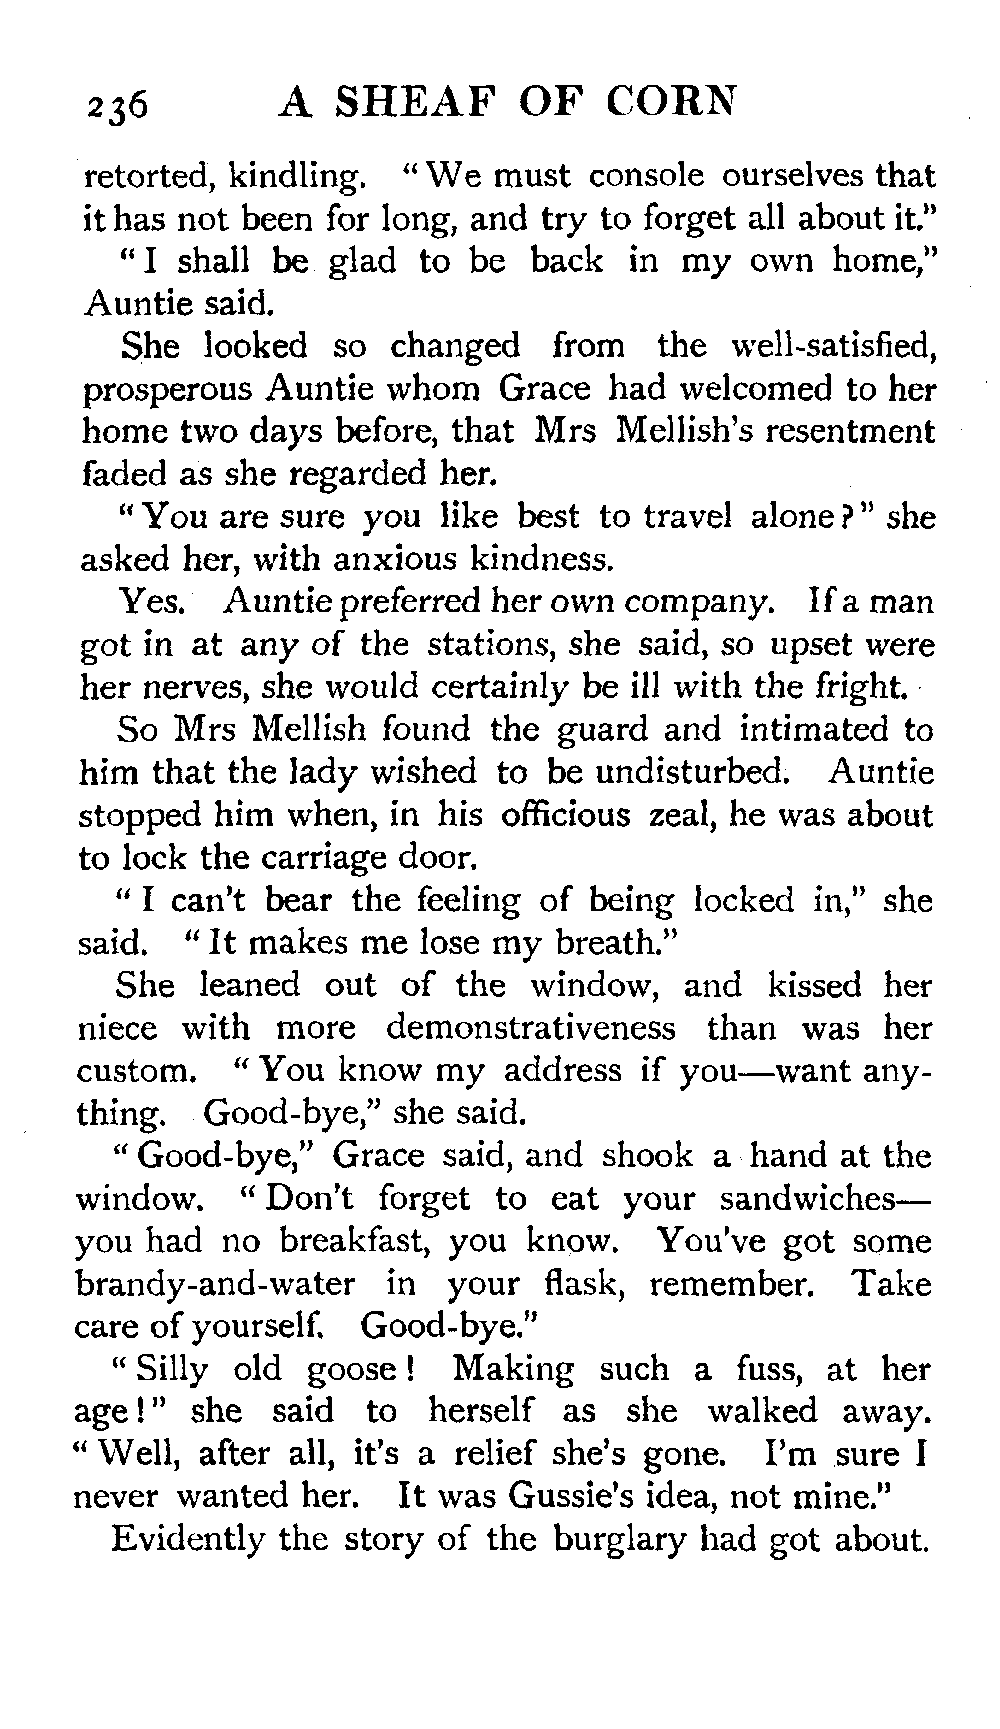 236 A SHEAF OF CORN
retorted, kindling. "We must console ourselves that
it has not been for long, and try to forget all about it."
"I shall be glad to be back in my own home,"
Auntie said.
She looked so changed from the well-satisfied,
prosperous Auntie whom Grace had welcomed to her
home two days before, that Mrs Mellish's resentment
faded as she regarded her.
"You are sure you like best to travel alone?" she
asked her, with anxious kindness.
Yes. Auntie preferred her own company. If a man
got in at any of the stations, she said, so upset were
her nerves, she would certainly be ill with the fright.
So Mrs Mellish found the guard and intimated to
him that the lady wished to be undisturbed. Auntie
stopped him when, in his officious zeal, he was about
to lock the carriage door.
"I can't bear the feeling of being locked in," she
said. "It makes me lose my breath."
She leaned out of the window, and kissed her
niece with more demonstrativeness than was her
custom. "You know my address if you—want any-
thing. Good-bye," she said.
"Good-bye," Grace said, and shook a hand at the
window. "Don't forget to eat your sandwiches—
you had no breakfast, you know. You've got some
brandy-and-water in your flask, remember. Take
care of yourself. Good-bye."
"Silly old goose! Making such a fuss, at her
age!" she said to herself as she walked away.
"Well, after all, it's a relief she's gone. I'm sure I
never wanted her. It was Gussie's idea, not mine."
Evidently the story of the burglary had got about.